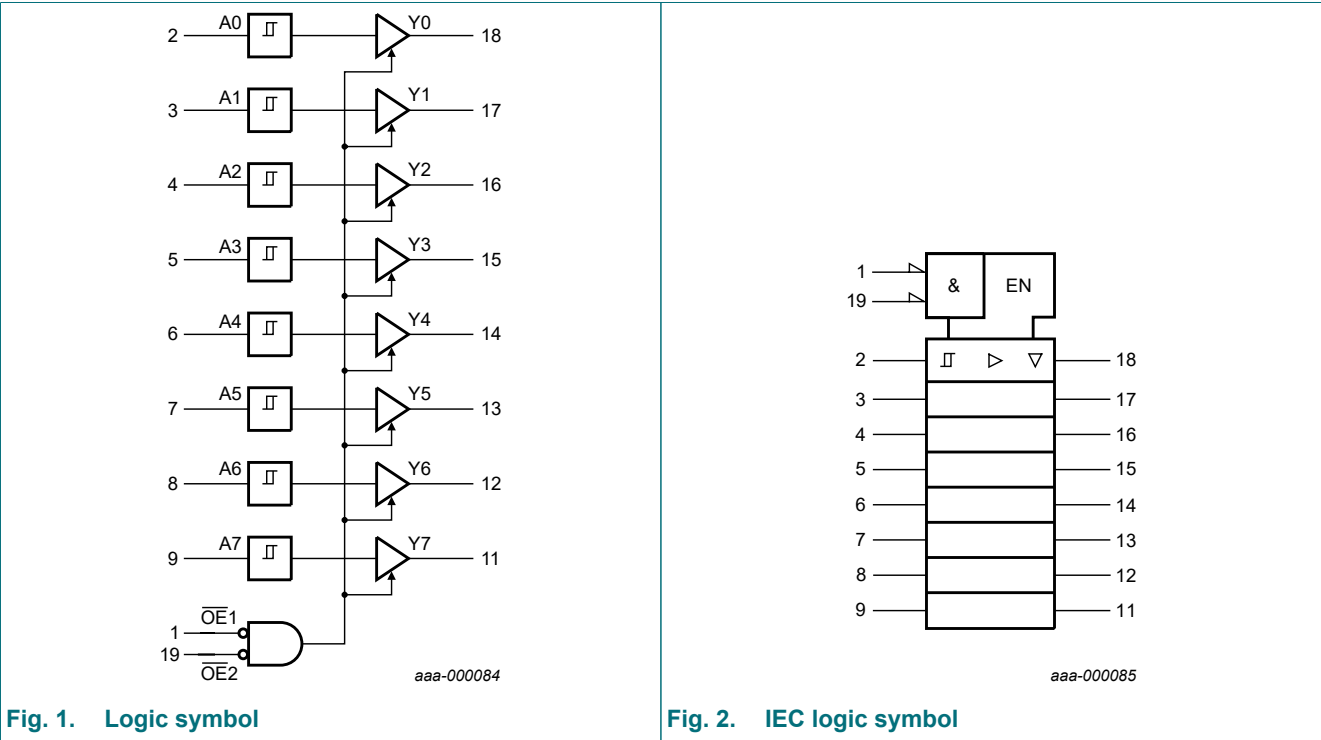 2 A0 Y0 18
3 A1 Y1 17
4 A2 Y2 16
5 A3 Y3 15
6 A4 Y4 14
7 A5 Y5 13
8 A6 Y6 12
9 A7 Y7 11
1 OE1
19 OE2
aaa-000084
Fig. 1. Logic symbol
1 & EN
19
2 18
3 17
4 16
5 15
6 14
7 13
8 12
9 11
aaa-000085
Fig. 2. IEC logic symbol